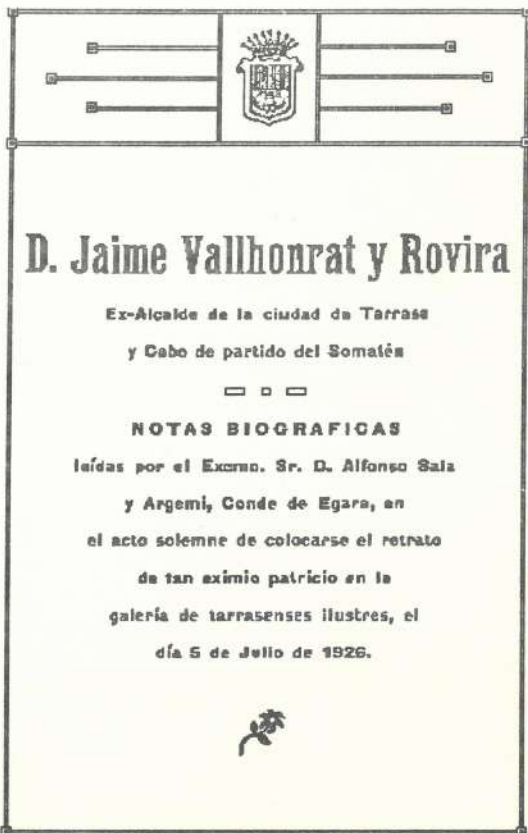 D. Jaime Vallhonrat y Rovira
Ex-Alcalde de la ciudad de Tarrasa
y Cabo de partido del Somatén
NOTAS BIOGRAFICAS
leídas por el Excmo. Sr. D. Alfonso Sala
y Argemi, Conde de Egara, en
el acto solemne de colocarse el retrato
de tan eximio patricio en la
galería de tarrasenses ilustres, el
día 5 de Julio de 1926.